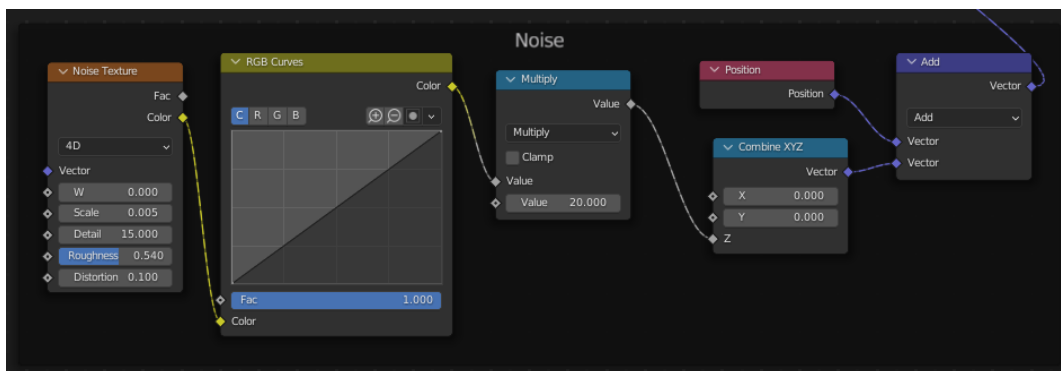 Noise
Noise Texture
Fac
Color
4D
Vector
W 0.000
Scale 0.005
Detail 15.000
Roughness 0.540
Distortion 0.100
RGB Curves
Color
C R G B
Fac 1.000
Color
Multiply
Value
Multiply
Clamp
Value
Value 20.000
Position
Position
Combine XYZ
Vector
X 0.000
Y 0.000
Z
Add
Vector
Add
Vector
Vector